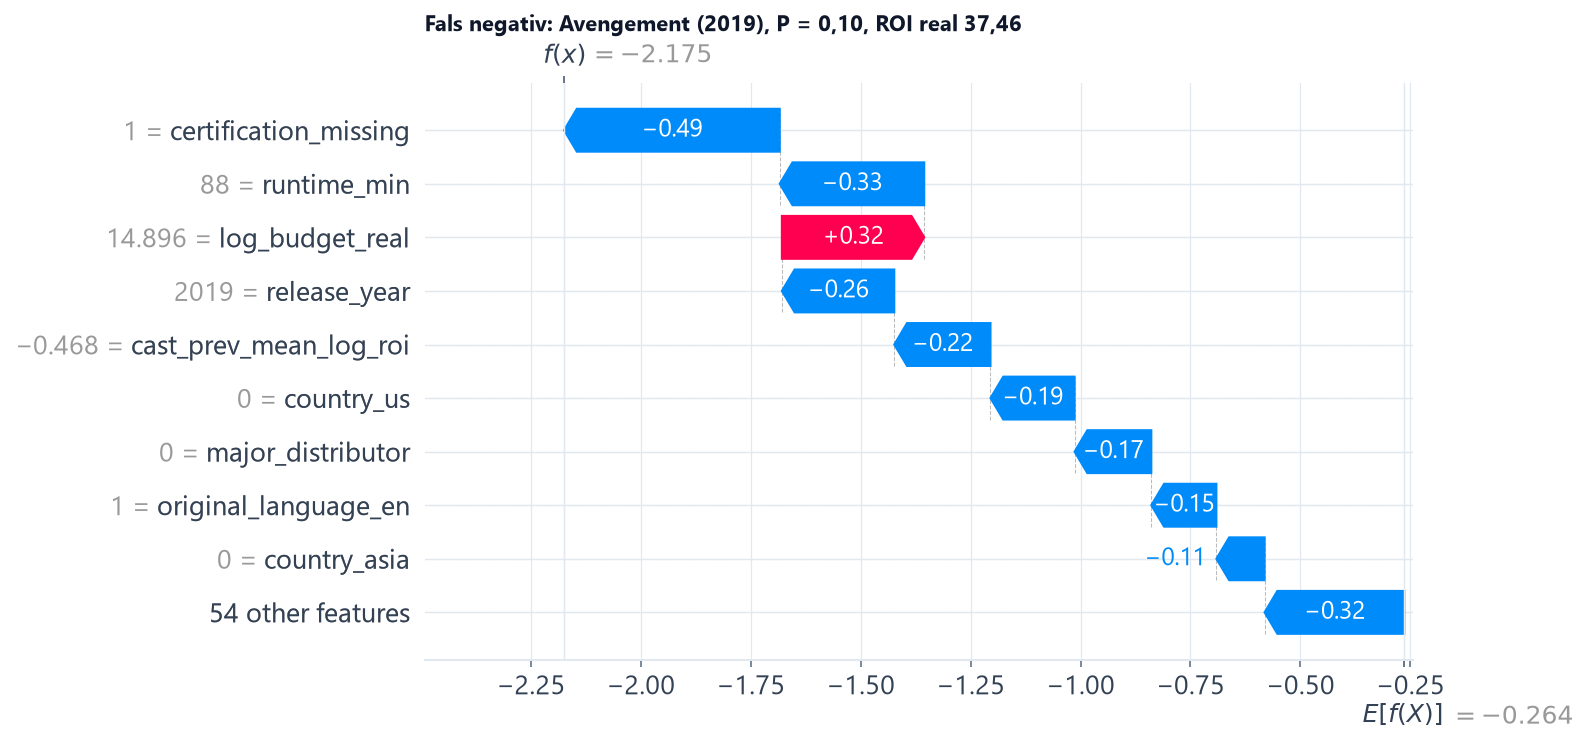 Fals negativ: Avengement (2019), P = 0,10, ROI real 37,46
f(x) = −2.175
1 = certification_missing −0.49
88 = runtime_min −0.33
14.896 = log_budget_real +0.32
2019 = release_year −0.26
−0.468 = cast_prev_mean_log_roi −0.22
0 = country_us −0.19
0 = major_distributor −0.17
1 = original_language_en −0.15
0 = country_asia −0.11
54 other features −0.32
−2.25 −2.00 −1.75 −1.50 −1.25 −1.00 −0.75 −0.50 −0.25
E[f(X)] = −0.264